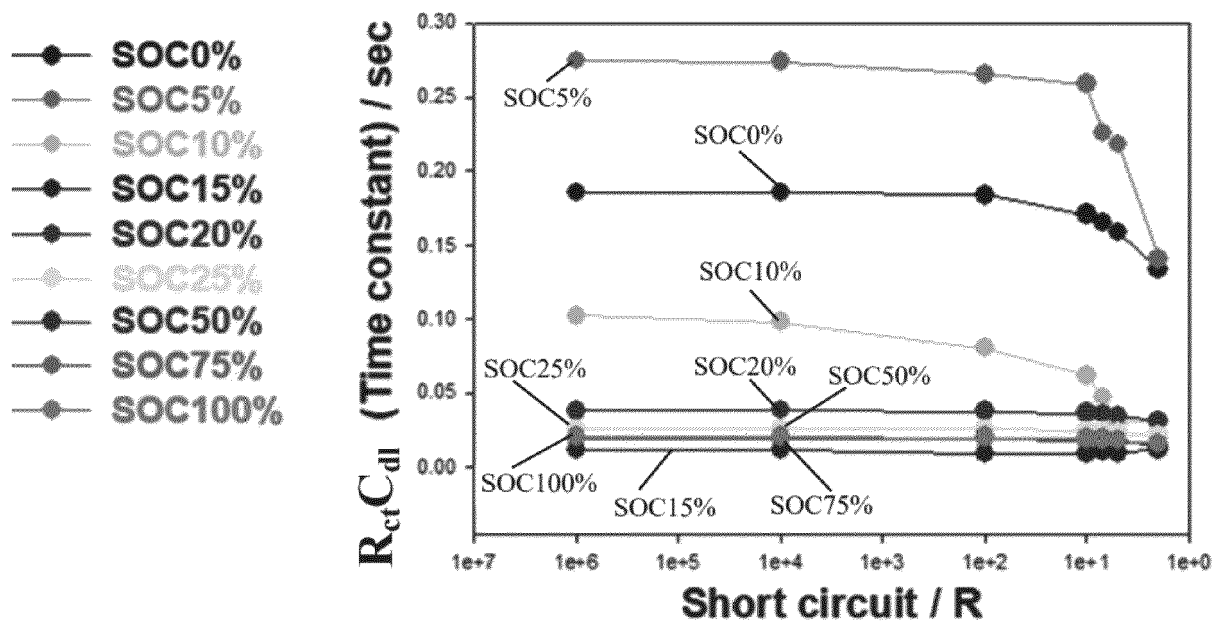 SOC0%
SOC5%
SOC10%
SOC15%
SOC20%
SOC25%
SOC50%
SOC75%
SOC100%
RctCdl (Time constant) / sec
0.30
0.25
0.20
0.15
0.10
0.05
0.00
SOC5%
SOC0%
SOC10%
SOC25%
SOC20%
SOC50%
SOC100%
SOC15%
SOC75%
1e+7 1e+6 1e+5 1e+4 1e+3 1e+2 1e+1 1e+0
Short circuit / R